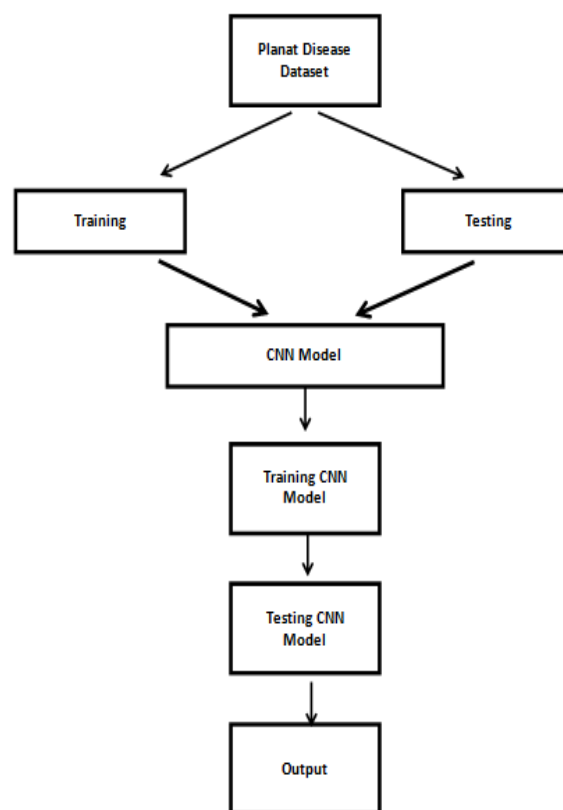 Planat Disease
Dataset
Training
Testing
CNN Model
Training CNN
Model
Testing CNN
Model
Output